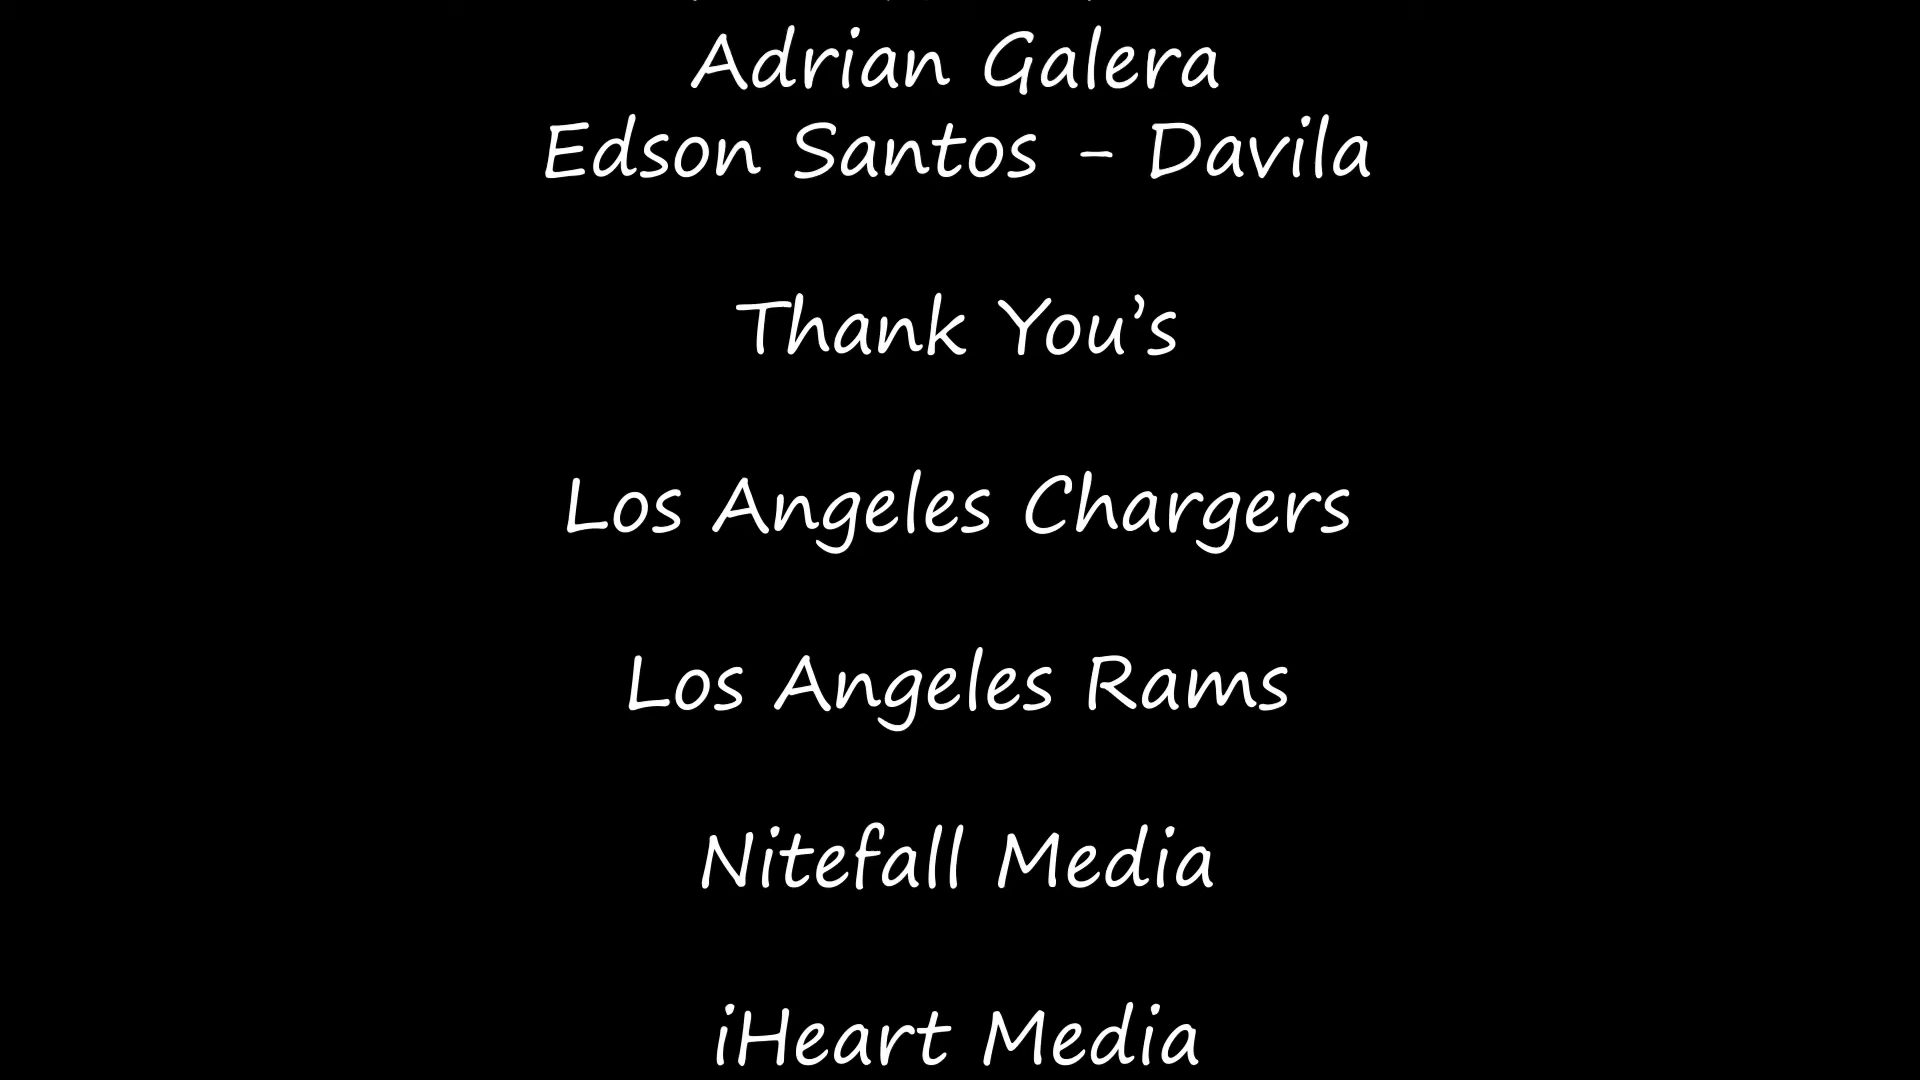 Adrian Galera
Edson Santos - Davila
Thank You’s
Los Angeles Chargers
Los Angeles Rams
Nitefall Media
iHeart Media